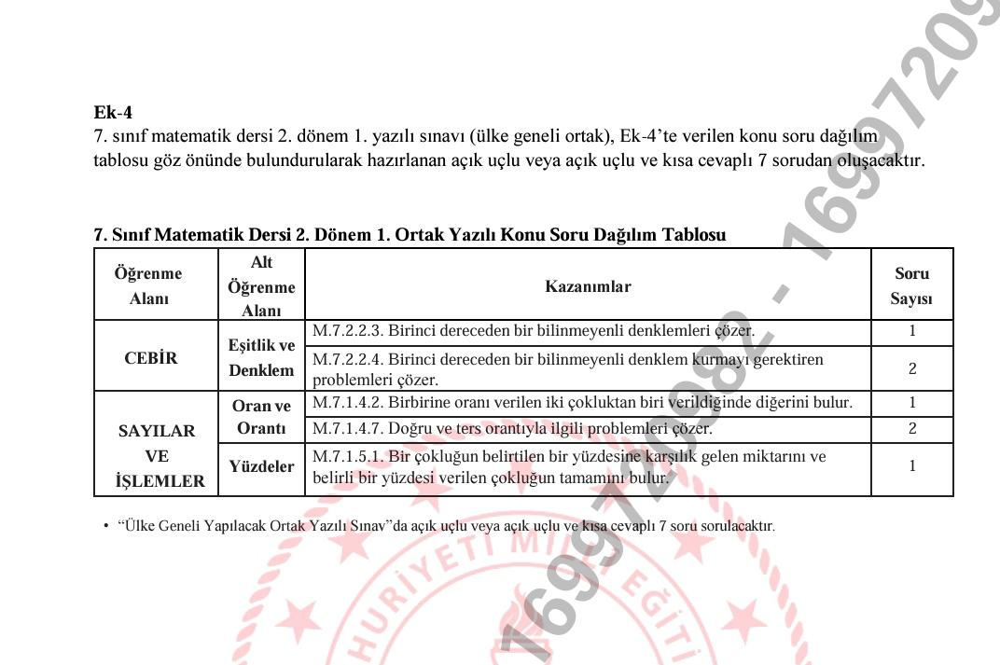 Ek-4
7. sınıf matematik dersi 2. dönem 1. yazılı sınavı (ülke geneli ortak), Ek-4’te verilen konu soru dağılım
tablosu göz önünde bulundurularak hazırlanan açık uçlu veya açık uçlu ve kısa cevaplı 7 sorudan oluşacaktır.
7. Sınıf Matematik Dersi 2. Dönem 1. Ortak Yazılı Konu Soru Dağılım Tablosu
Öğrenme
Alanı
Alt
Öğrenme
Alanı
Kazanımlar
Soru
Sayısı
CEBİR
Eşitlik ve
Denklem
M.7.2.2.3. Birinci dereceden bir bilinmeyenli denklemleri çözer.
1
M.7.2.2.4. Birinci dereceden bir bilinmeyenli denklem kurmayı gerektiren
problemleri çözer.
2
SAYILAR
VE
İŞLEMLER
Oran ve
Orantı
M.7.1.4.2. Birbirine oranı verilen iki çokluktan biri verildiğinde diğerini bulur.
1
M.7.1.4.7. Doğru ve ters orantıyla ilgili problemleri çözer.
2
Yüzdeler
M.7.1.5.1. Bir çokluğun belirtilen bir yüzdesine karşılık gelen miktarını ve
belirli bir yüzdesi verilen çokluğun tamamını bulur.
1
• “Ülke Geneli Yapılacak Ortak Yazılı Sınav”da açık uçlu veya açık uçlu ve kısa cevaplı 7 soru sorulacaktır.
16997220982 - 16997209
HURİYETİ MİLLÎ EĞİTİ